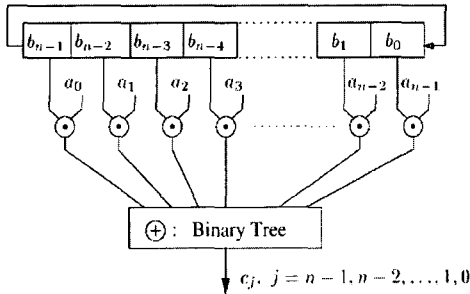 b_{n-1} b_{n-2} b_{n-3} b_{n-4} b_1 b_0
a_0 a_1 a_2 a_3 a_{n-2} a_{n-1}
⊕ : Binary Tree
c_j, j = n − 1, n − 2, . . . , 1, 0